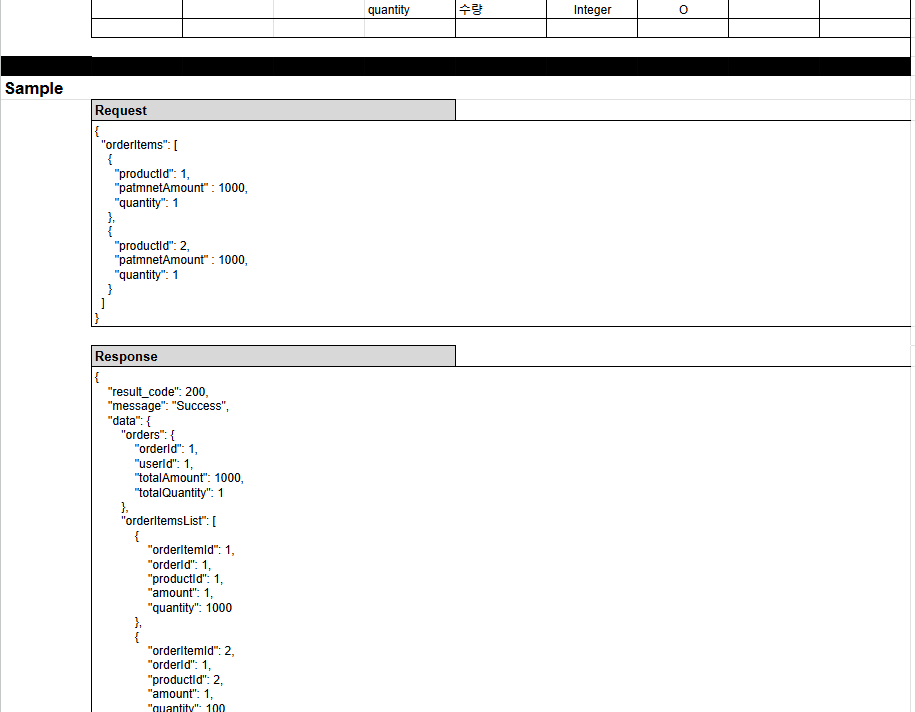 quantity 수량 Integer O
Sample
Request
{
"orderItems": [
{
"productId": 1,
"patmnetAmount" : 1000,
"quantity": 1
},
{
"productId": 2,
"patmnetAmount" : 1000,
"quantity": 1
}
]
}
Response
{
"result_code": 200,
"message": "Success",
"data": {
"orders": {
"orderId": 1,
"userId": 1,
"totalAmount": 1000,
"totalQuantity": 1
},
"orderItemsList": [
{
"orderItemId": 1,
"orderId": 1,
"productId": 1,
"amount": 1,
"quantity": 1000
},
{
"orderItemId": 2,
"orderId": 1,
"productId": 2,
"amount": 1,
"quantity": 100